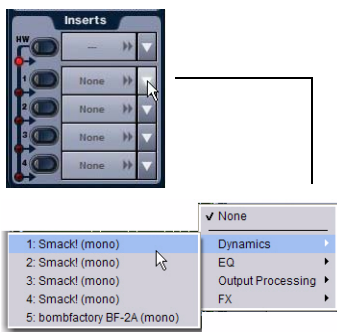 Inserts
HW
—
1 None
2 None
3 None
4 None
✓ None
Dynamics
EQ
Output Processing
FX
1: Smack! (mono)
2: Smack! (mono)
3: Smack! (mono)
4: Smack! (mono)
5: bombfactory BF-2A (mono)